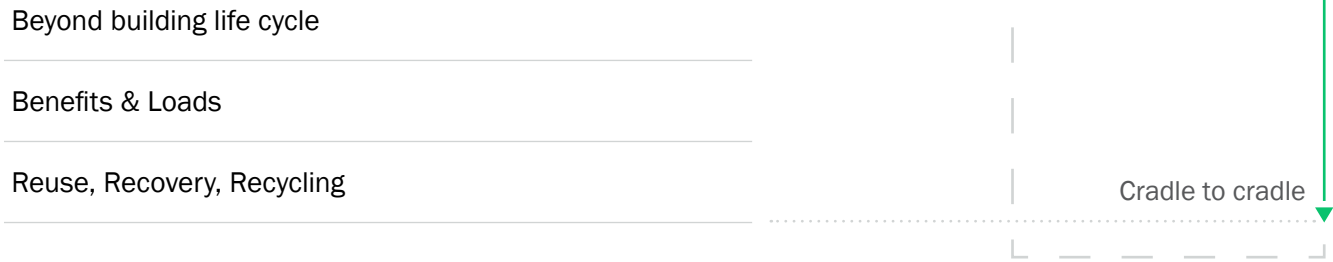 Beyond building life cycle
Benefits & Loads
Reuse, Recovery, Recycling
Cradle to cradle